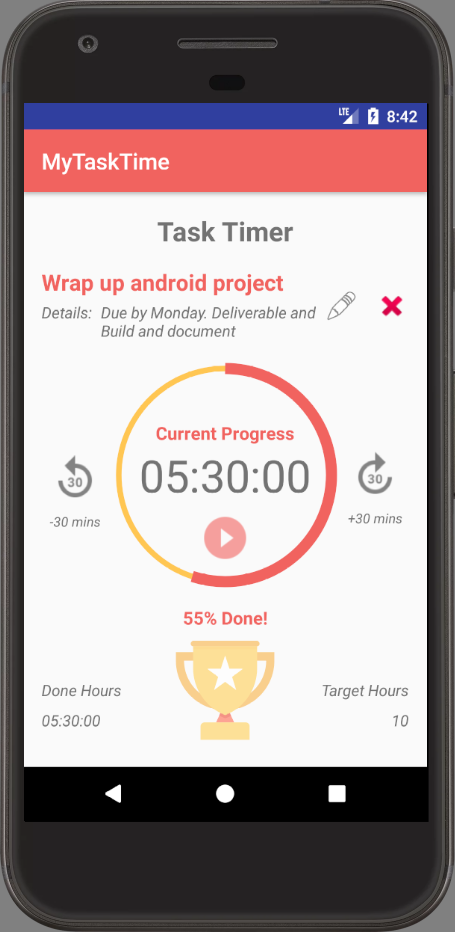 LTE 8:42
MyTaskTime
Task Timer
Wrap up android project
Details: Due by Monday. Deliverable and
Build and document
Current Progress
05:30:00
30
30
-30 mins
+30 mins
55% Done!
Done Hours
Target Hours
05:30:00
10